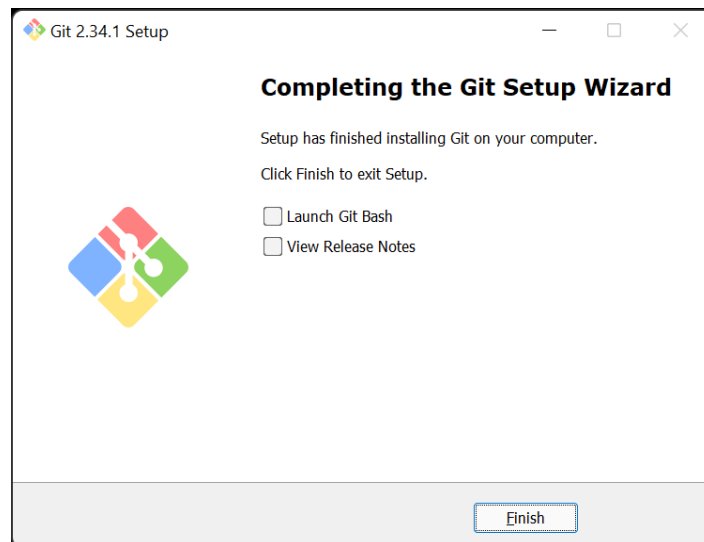 Git 2.34.1 Setup
Completing the Git Setup Wizard
Setup has finished installing Git on your computer.
Click Finish to exit Setup.
Launch Git Bash
View Release Notes
Finish